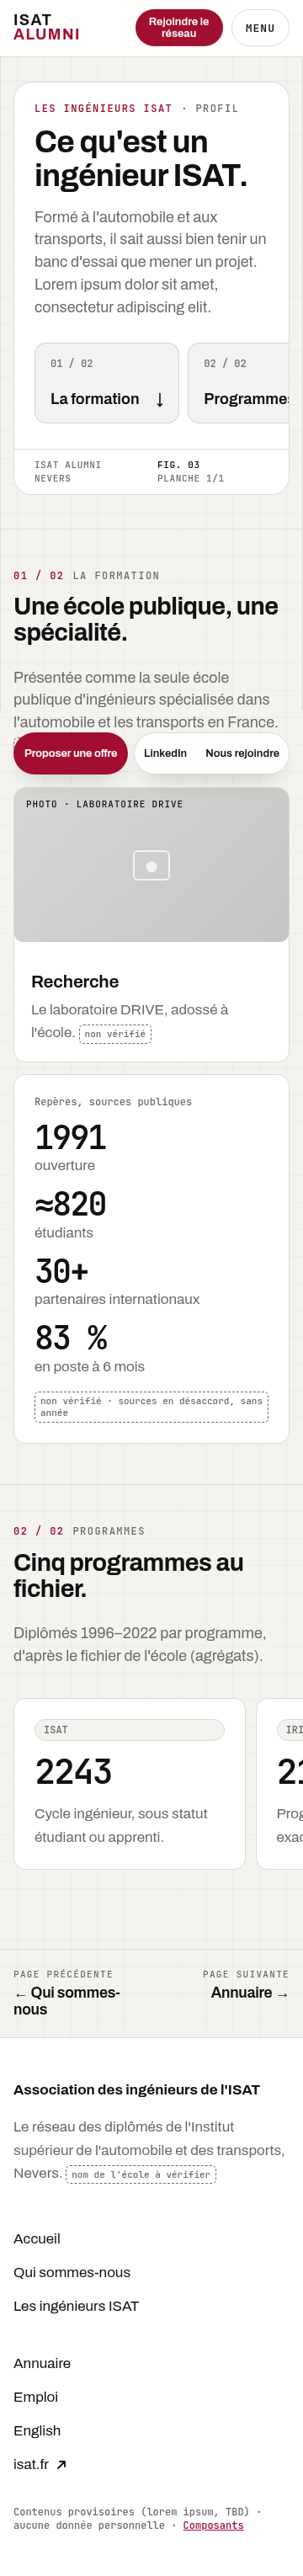 ISAT
ALUMNI
Rejoindre le
réseau
MENU
LES INGÉNIEURS ISAT · PROFIL
Ce qu'est un
ingénieur ISAT.
Formé à l'automobile et aux
transports, il sait aussi bien tenir un
banc d'essai que mener un projet.
Lorem ipsum dolor sit amet,
consectetur adipiscing elit.
01 / 02
La formation ↓
02 / 02
Programmes
ISAT ALUMNI
NEVERS
FIG. 03
PLANCHE 1/1
01 / 02 LA FORMATION
Une école publique, une
spécialité.
Présentée comme la seule école
publique d'ingénieurs spécialisée dans
l'automobile et les transports en France.
Proposer une offre
LinkedIn
Nous rejoindre
PHOTO · LABORATOIRE DRIVE
Recherche
Le laboratoire DRIVE, adossé à
l'école. non vérifié
Repères, sources publiques
1991
ouverture
≈820
étudiants
30+
partenaires internationaux
83 %
en poste à 6 mois
non vérifié · sources en désaccord, sans
année
02 / 02 PROGRAMMES
Cinq programmes au
fichier.
Diplômés 1996–2022 par programme,
d'après le fichier de l'école (agrégats).
ISAT
2243
Cycle ingénieur, sous statut
étudiant ou apprenti.
PAGE PRÉCÉDENTE
← Qui sommes-
nous
PAGE SUIVANTE
Annuaire →
Association des ingénieurs de l'ISAT
Le réseau des diplômés de l'Institut
supérieur de l'automobile et des transports,
Nevers. nom de l'école à vérifier
Accueil
Qui sommes-nous
Les ingénieurs ISAT
Annuaire
Emploi
English
isat.fr ↗
Contenus provisoires (lorem ipsum, TBD) ·
aucune donnée personnelle · Composants